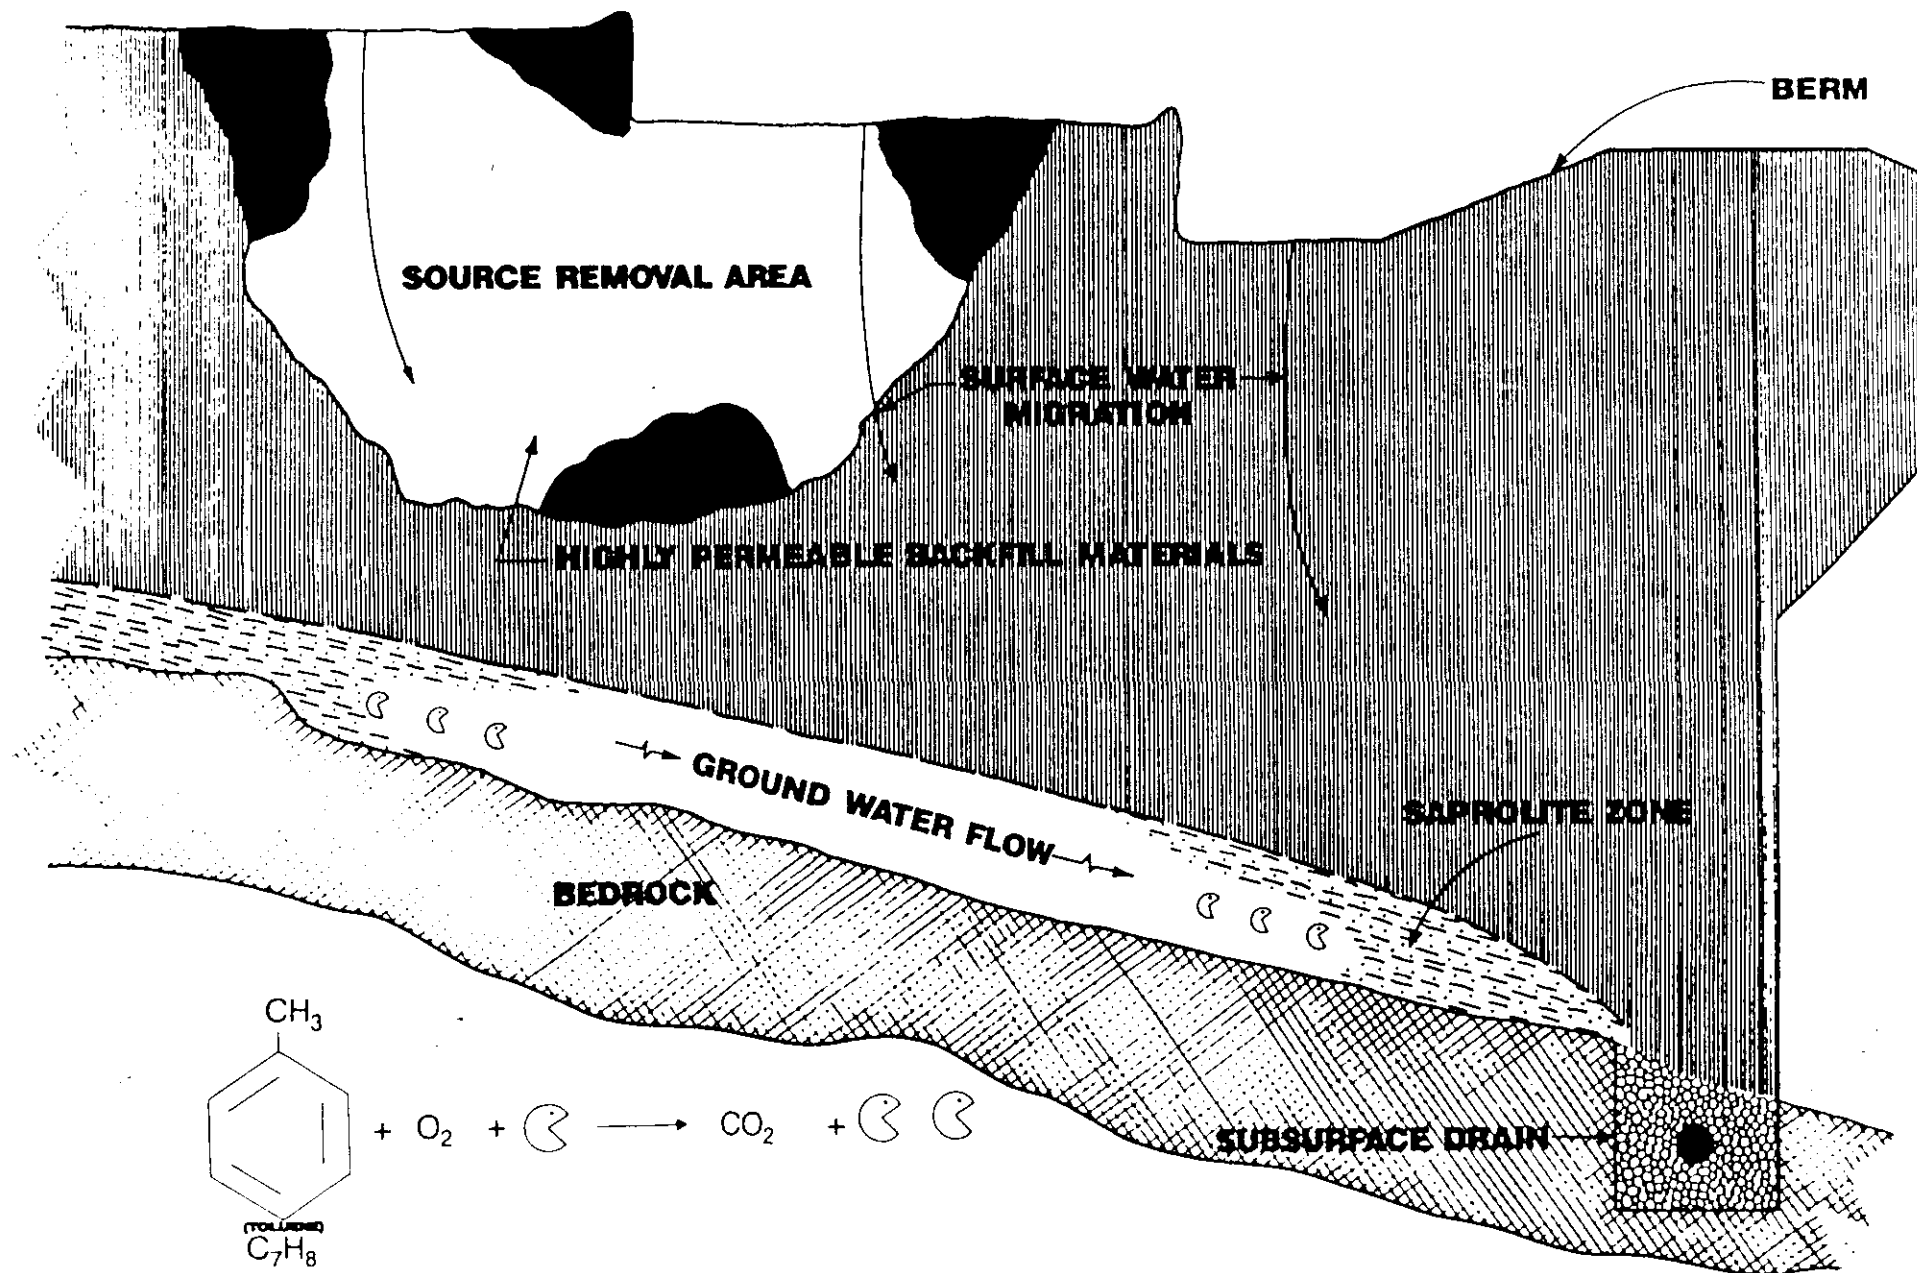 BERM
SOURCE REMOVAL AREA
SURFACE WATER
MIGRATION
HIGHLY PERMEABLE BACKFILL MATERIALS
GROUND WATER FLOW
SAPROLITE ZONE
BEDROCK
CH3
+ O2 + → CO2 +
SUBSURFACE DRAIN
(TOLUENE)
C7H8